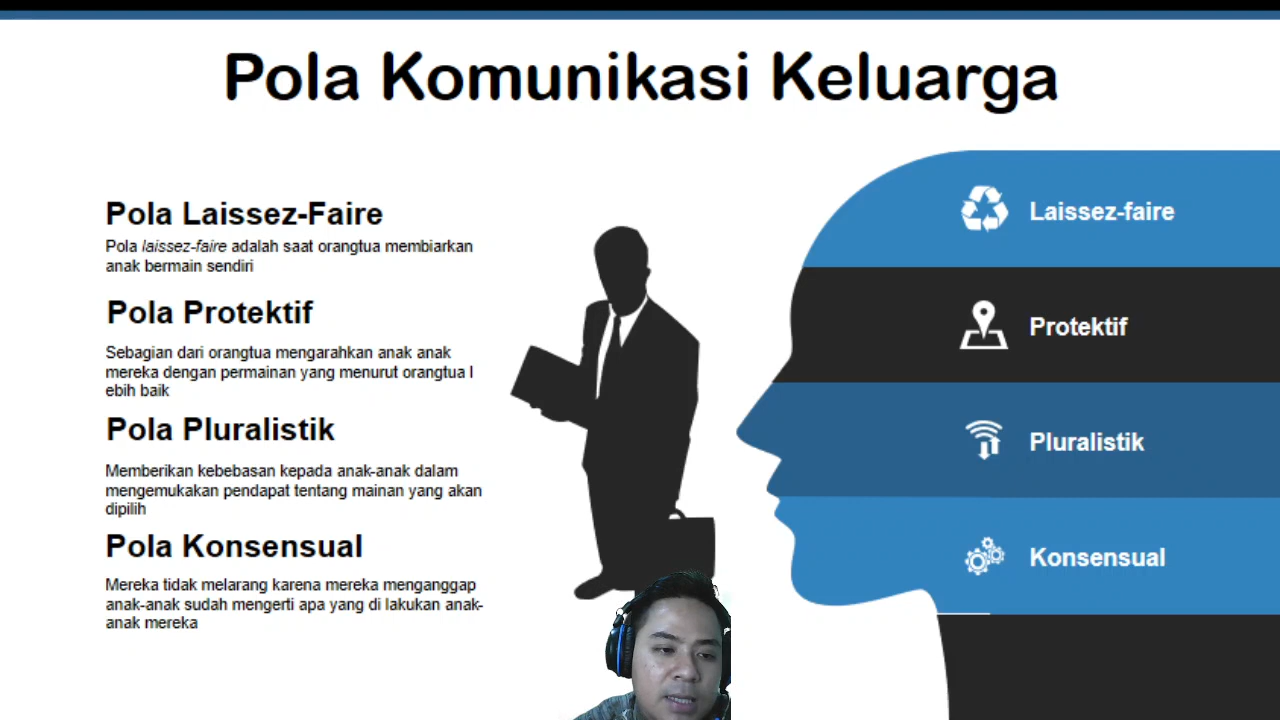 Pola Komunikasi Keluarga
Pola Laissez-Faire
Pola laissez-faire adalah saat orangtua membiarkan
anak bermain sendiri
Pola Protektif
Sebagian dari orangtua mengarahkan anak anak
mereka dengan permainan yang menurut orangtua l
ebih baik
Pola Pluralistik
Memberikan kebebasan kepada anak-anak dalam
mengemukakan pendapat tentang mainan yang akan
dipilih
Pola Konsensual
Mereka tidak melarang karena mereka menganggap
anak-anak sudah mengerti apa yang di lakukan anak-
anak mereka
Laissez-faire
Protektif
Pluralistik
Konsensual